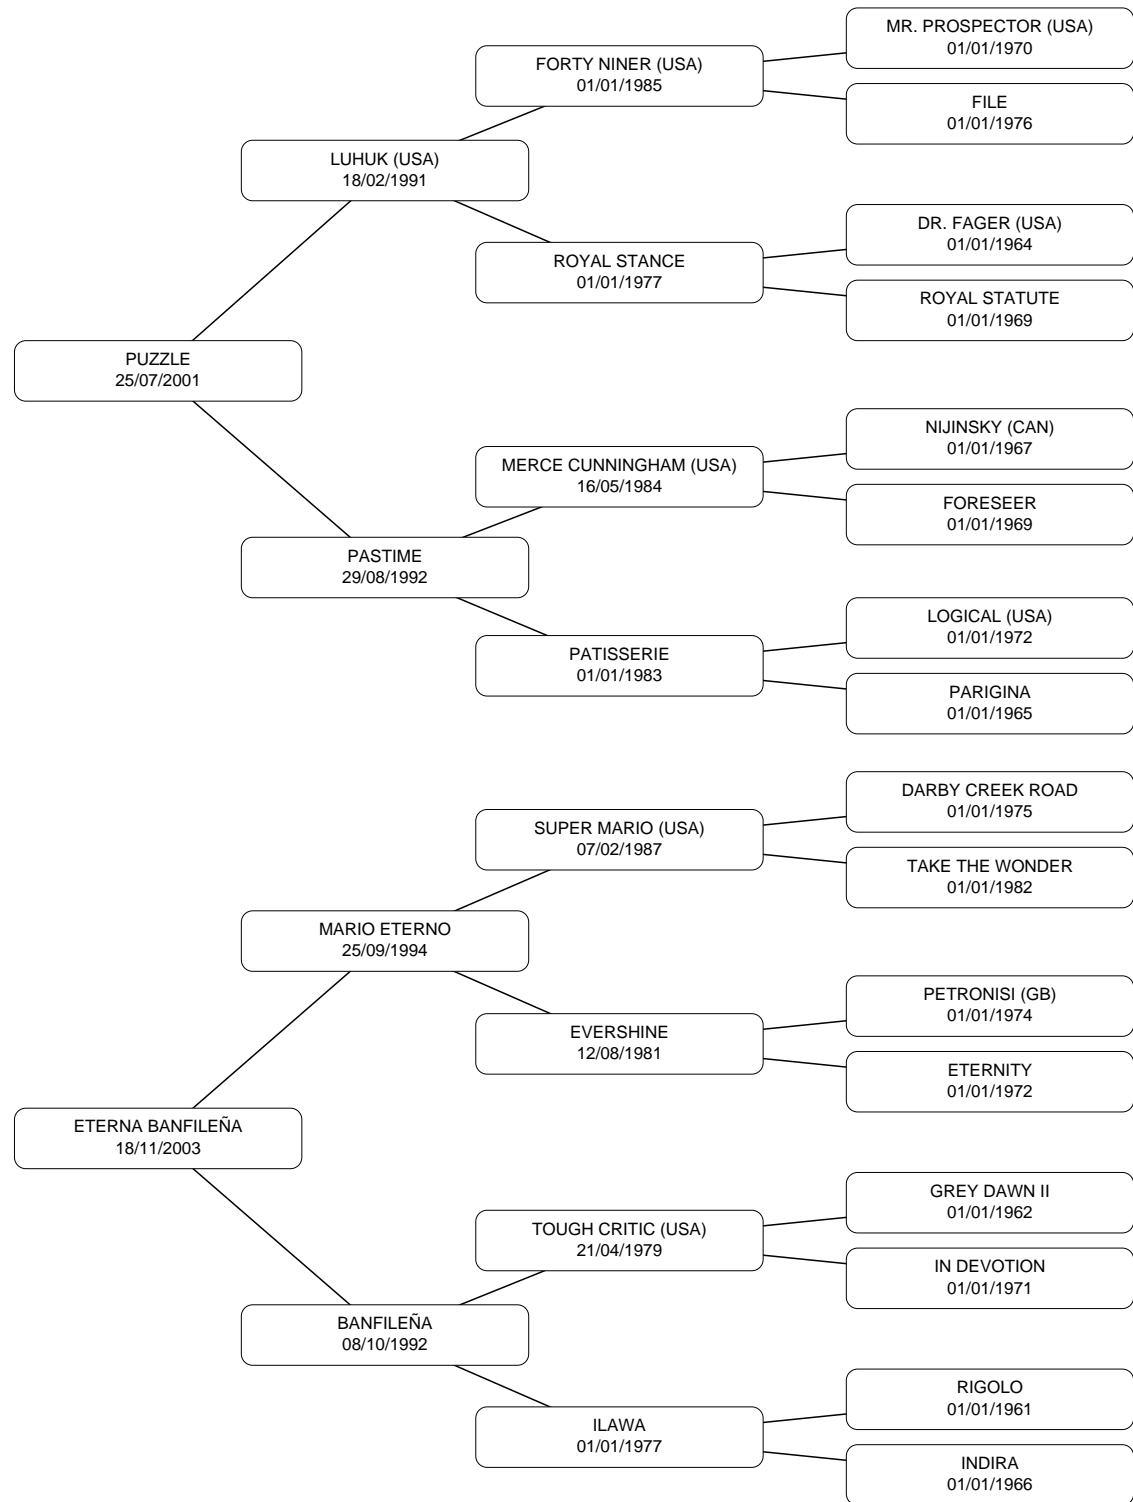 MR. PROSPECTOR (USA)
01/01/1970
FORTY NINER (USA)
01/01/1985
FILE
01/01/1976
LUHUK (USA)
18/02/1991
DR. FAGER (USA)
01/01/1964
ROYAL STANCE
01/01/1977
ROYAL STATUTE
01/01/1969
PUZZLE
25/07/2001
NIJINSKY (CAN)
01/01/1967
MERCE CUNNINGHAM (USA)
16/05/1984
FORESEER
01/01/1969
PASTIME
29/08/1992
LOGICAL (USA)
01/01/1972
PATISSERIE
01/01/1983
PARIGINA
01/01/1965
DARBY CREEK ROAD
01/01/1975
SUPER MARIO (USA)
07/02/1987
TAKE THE WONDER
01/01/1982
MARIO ETERNO
25/09/1994
PETRONISI (GB)
01/01/1974
EVERSHINE
12/08/1981
ETERNITY
01/01/1972
ETERNA BANFILEÑA
18/11/2003
GREY DAWN II
01/01/1962
TOUGH CRITIC (USA)
21/04/1979
IN DEVOTION
01/01/1971
BANFILEÑA
08/10/1992
RIGOLO
01/01/1961
ILAWA
01/01/1977
INDIRA
01/01/1966